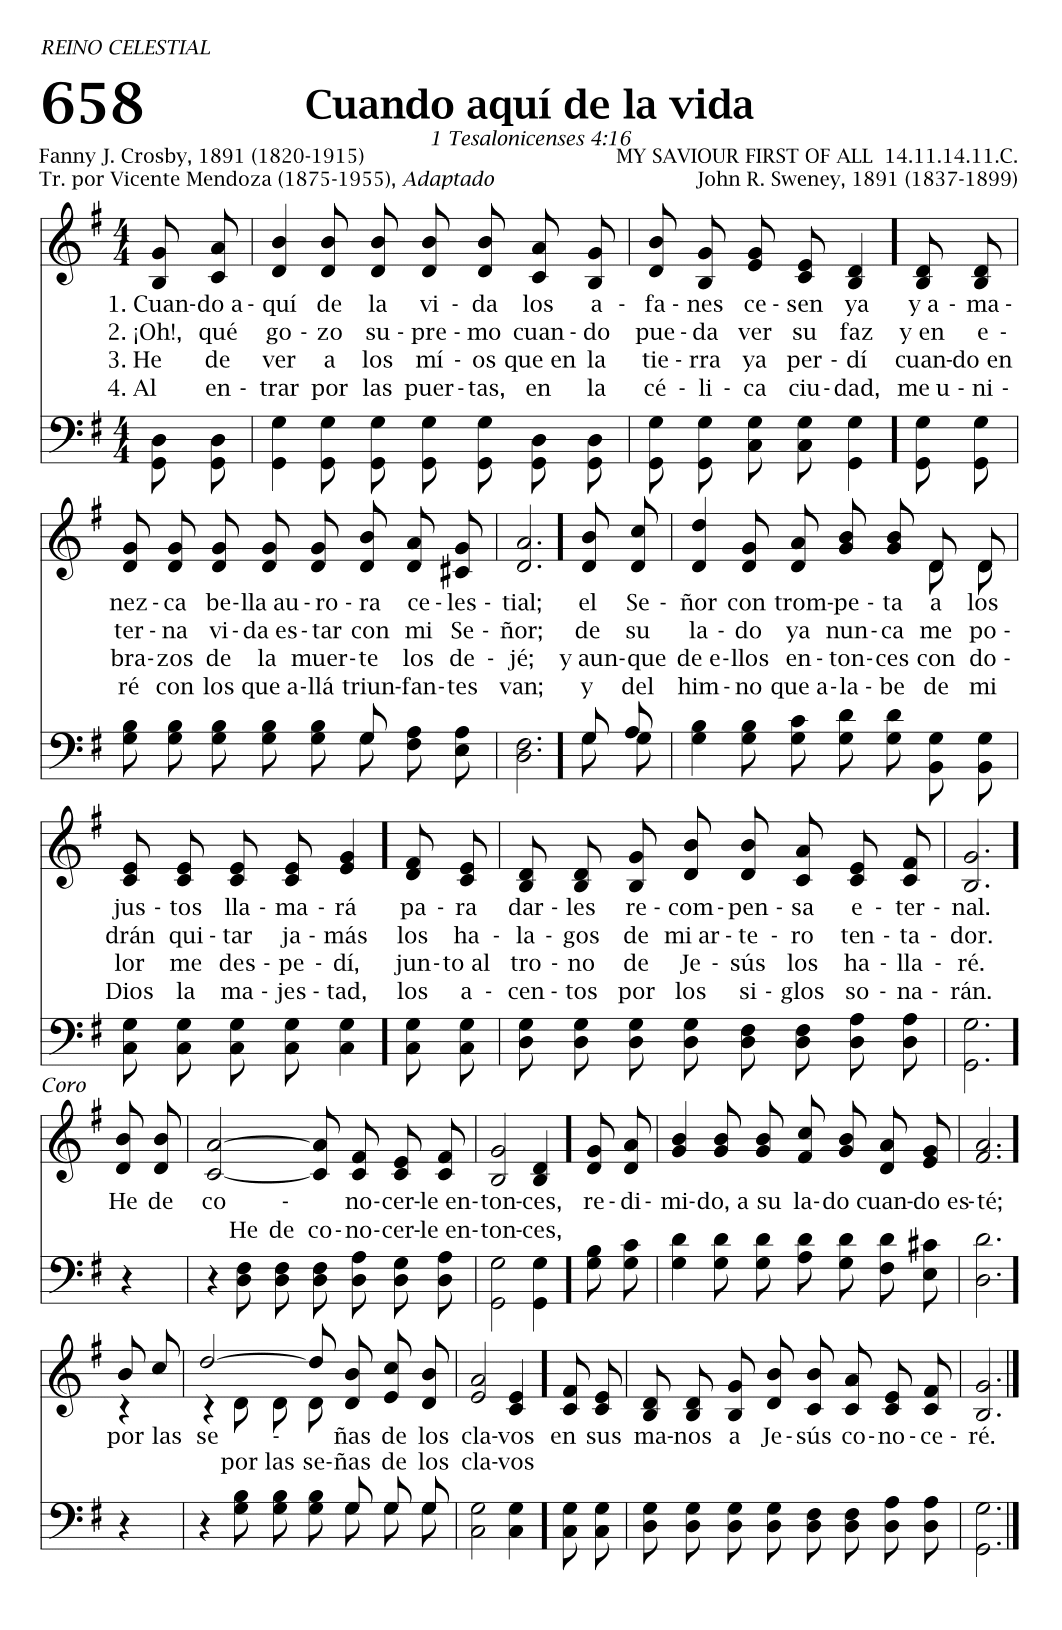 REINO CELESTIAL
658 Cuando aquí de la vida
1 Tesalonicenses 4:16
Fanny J. Crosby, 1891 (1820-1915) MY SAVIOUR FIRST OF ALL 14.11.14.11.C.
Tr. por Vicente Mendoza (1875-1955), Adaptado John R. Sweney, 1891 (1837-1899)
1. Cuan-do a - quí de la vi - da los a - fa - nes ce - sen ya y a - ma -
2. ¡Oh!, qué go - zo su - pre - mo cuan - do pue - da ver su faz y en e -
3. He de ver a los mí - os que en la tie - rra ya per - dí cuan-do en
4. Al en - trar por las puer - tas, en la cé - li - ca ciu - dad, me u - ni -
nez - ca be-lla au - ro - ra ce - les - tial; el Se - ñor con trom-pe - ta a los
ter - na vi - da es - tar con mi Se - ñor; de su la - do ya nun - ca me po -
bra - zos de la muer - te los de - jé; y aun-que de e-llos en - ton - ces con do -
ré con los que a-llá triun-fan - tes van; y del him - no que a - la - be de mi
jus - tos lla - ma - rá pa - ra dar - les re - com - pen - sa e - ter - nal.
drán qui - tar ja - más los ha - la - gos de mi ar - te - ro ten - ta - dor.
lor me des - pe - dí, jun-to al tro - no de Je - sús los ha - lla - ré.
Dios la ma - jes - tad, los a - cen - tos por los si - glos so - na - rán.
Coro
He de co - no-cer-le en-ton-ces, re - di - mi-do, a su la-do cuan-do es-té;
He de co-no-cer-le en-ton-ces,
por las se - ñas de los cla-vos en sus ma-nos a Je-sús co-no-ce - ré.
por las se-ñas de los cla-vos